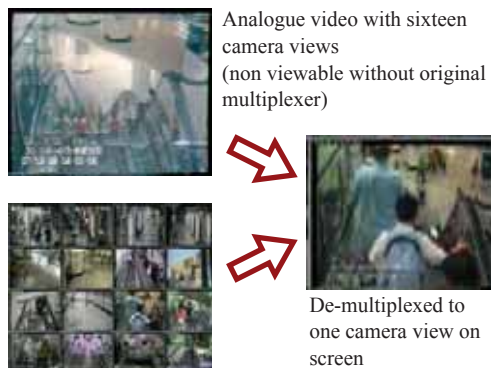 Analogue video with sixteen
camera views
(non viewable without original
multiplexer)
De-multiplexed to
one camera view on
screen